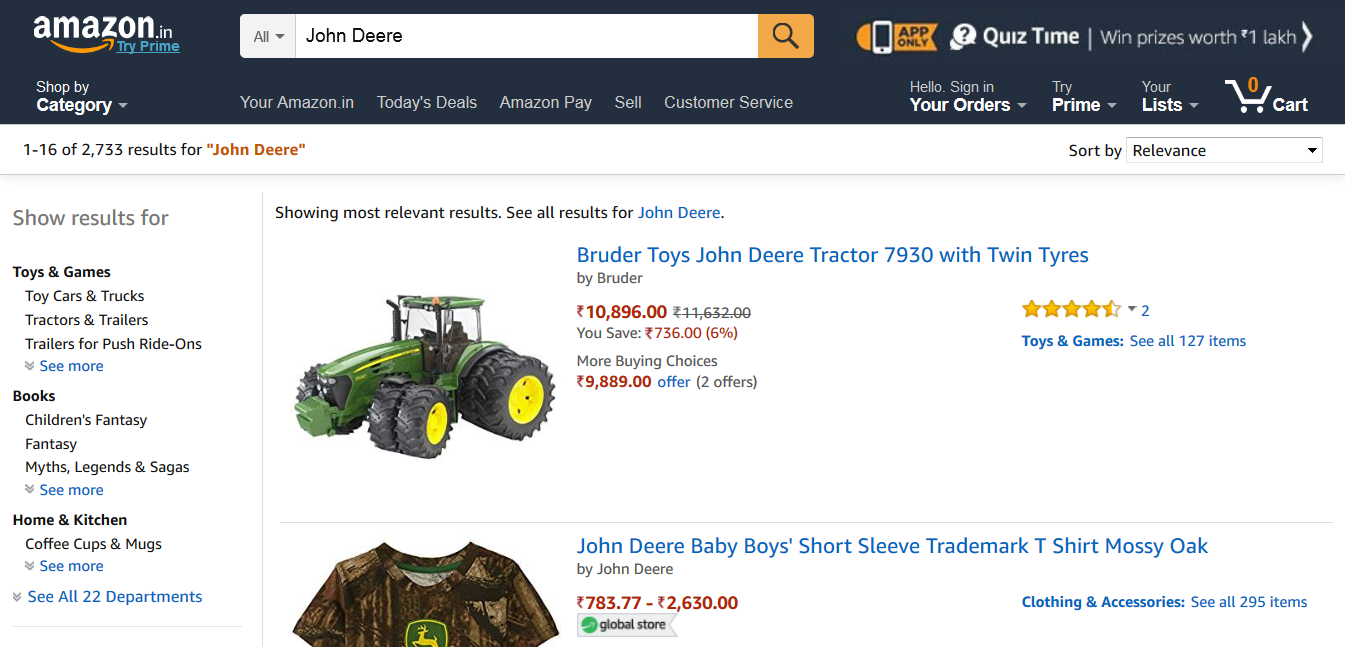 amazon.in
Try Prime
All
John Deere
APP ONLY
Quiz Time | Win prizes worth ₹1 lakh
Shop by
Category
Your Amazon.in Today's Deals Amazon Pay Sell Customer Service
Hello. Sign in
Your Orders
Try
Prime
Your
Lists
0
Cart
1-16 of 2,733 results for "John Deere"
Sort by Relevance
Show results for
Toys & Games
Toy Cars & Trucks
Tractors & Trailers
Trailers for Push Ride-Ons
See more
Books
Children's Fantasy
Fantasy
Myths, Legends & Sagas
See more
Home & Kitchen
Coffee Cups & Mugs
See more
See All 22 Departments
Showing most relevant results. See all results for John Deere.
Bruder Toys John Deere Tractor 7930 with Twin Tyres
by Bruder
₹10,896.00 ₹11,632.00
You Save: ₹736.00 (6%)
More Buying Choices
₹9,889.00 offer (2 offers)
2
Toys & Games: See all 127 items
John Deere Baby Boys' Short Sleeve Trademark T Shirt Mossy Oak
by John Deere
₹783.77 - ₹2,630.00
global store
Clothing & Accessories: See all 295 items